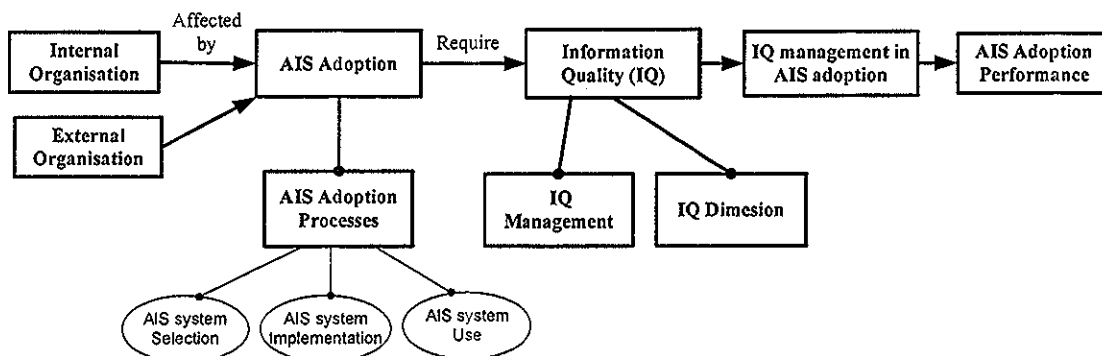 Affected
by
Internal
Organisation
AIS Adoption
Require
Information
Quality (IQ)
IQ management in
AIS adoption
AIS Adoption
Performance
External
Organisation
AIS Adoption
Processes
IQ
Management
IQ Dimesion
AIS system
Selection
AIS system
Implementation
AIS system
Use